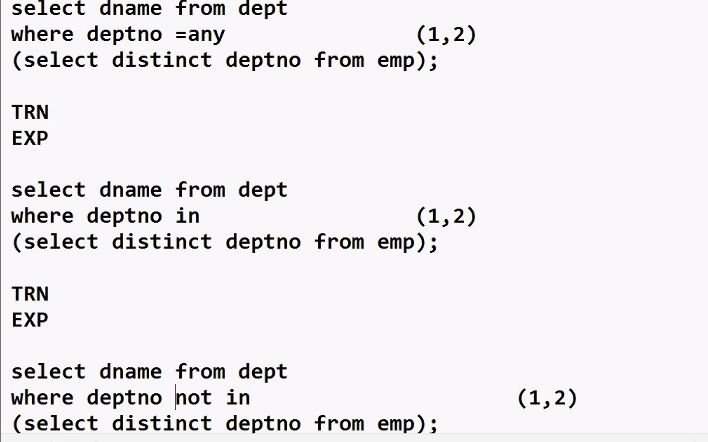 select dname from dept
where deptno =any (1,2)
(select distinct deptno from emp);
TRN
EXP
select dname from dept
where deptno in (1,2)
(select distinct deptno from emp);
TRN
EXP
select dname from dept
where deptno not in (1,2)
(select distinct deptno from emp);